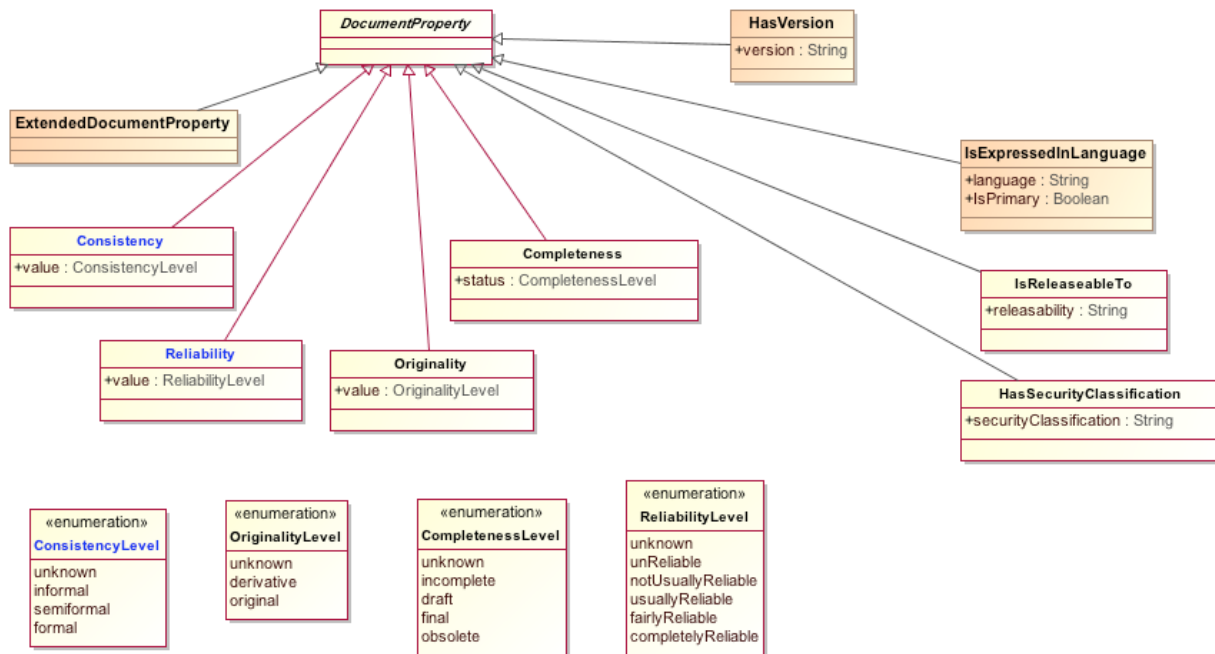 DocumentProperty
HasVersion
+version : String
ExtendedDocumentProperty
IsExpressedInLanguage
+language : String
+IsPrimary : Boolean
Consistency
+value : ConsistencyLevel
Completeness
+status : CompletenessLevel
IsReleaseableTo
+releasability : String
Reliability
+value : ReliabilityLevel
Originality
+value : OriginalityLevel
HasSecurityClassification
+securityClassification : String
«enumeration»
ConsistencyLevel
unknown
informal
semiformal
formal
«enumeration»
OriginalityLevel
unknown
derivative
original
«enumeration»
CompletenessLevel
unknown
incomplete
draft
final
obsolete
«enumeration»
ReliabilityLevel
unknown
unReliable
notUsuallyReliable
usuallyReliable
fairlyReliable
completelyReliable